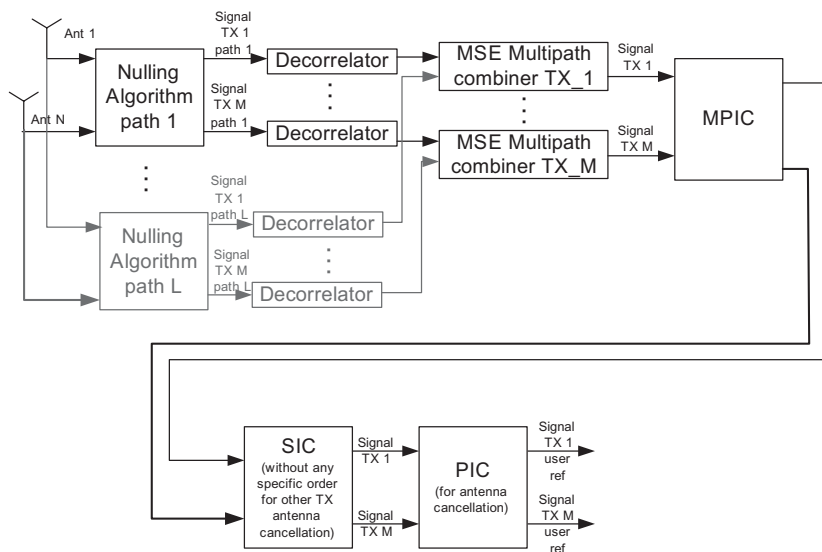 Ant 1
Ant N
Nulling
Algorithm
path 1
Signal
TX 1
path 1
Signal
TX M
path 1
Decorrelator
Decorrelator
MSE Multipath
combiner TX_1
MSE Multipath
combiner TX_M
Signal
TX 1
Signal
TX M
MPIC
Nulling
Algorithm
path L
Signal
TX 1
path L
Signal
TX M
path L
Decorrelator
Decorrelator
SIC
(without any
specific order
for other TX
antenna
cancellation)
Signal
TX 1
Signal
TX M
PIC
(for antenna
cancellation)
Signal
TX 1
user
ref
Signal
TX M
user
ref